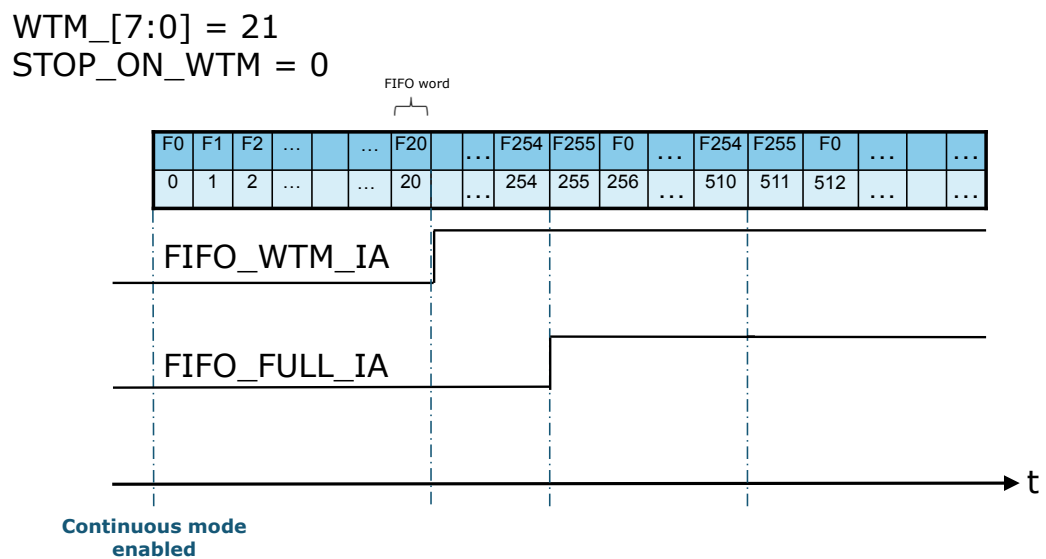 WTM_[7:0] = 21
STOP_ON_WTM = 0
FIFO word
F0 F1 F2 ... ... F20 ... F254 F255 F0 ... F254 F255 F0 ... ...
0 1 2 ... ... 20 ... 254 255 256 ... 510 511 512 ... ...
FIFO_WTM_IA
FIFO_FULL_IA
t
Continuous mode
enabled